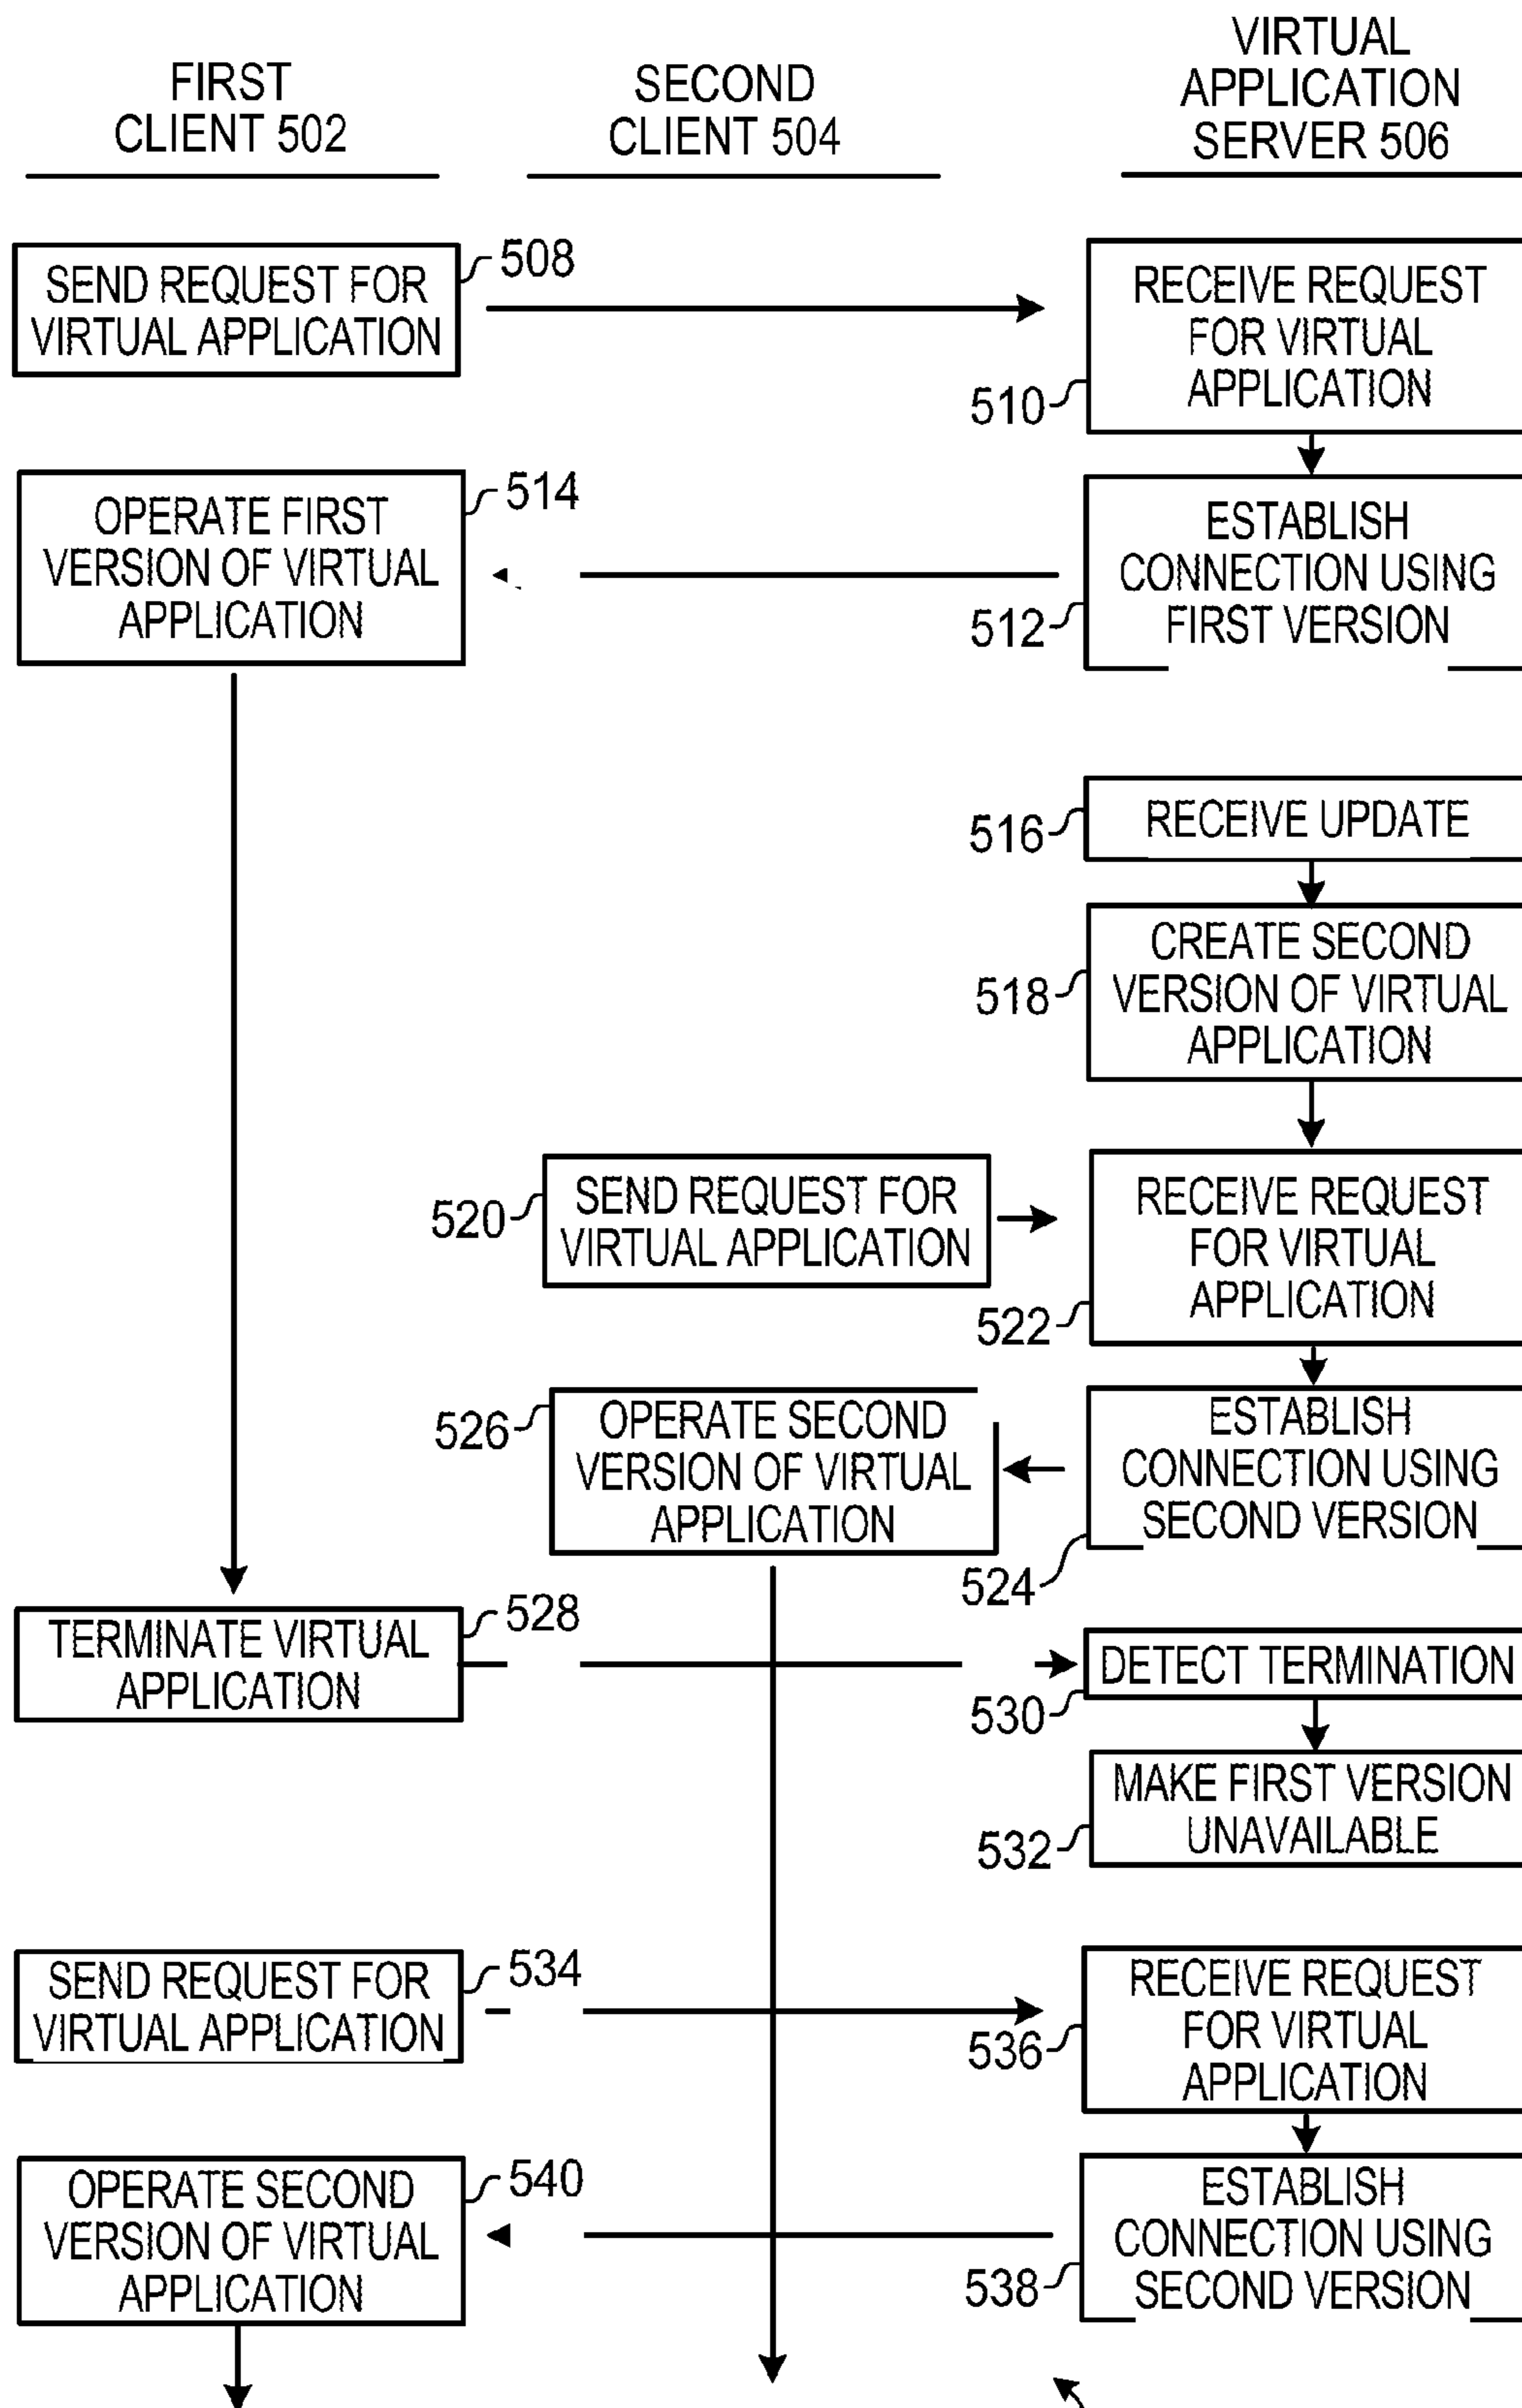 FIRST
CLIENT 502
SECOND
CLIENT 504
VIRTUAL
APPLICATION
SERVER 506
SEND REQUEST FOR
VIRTUAL APPLICATION
508
RECEIVE REQUEST
FOR VIRTUAL
APPLICATION
510
OPERATE FIRST
VERSION OF VIRTUAL
APPLICATION
514
ESTABLISH
CONNECTION USING
FIRST VERSION
512
RECEIVE UPDATE
516
CREATE SECOND
VERSION OF VIRTUAL
APPLICATION
518
520
SEND REQUEST FOR
VIRTUAL APPLICATION
RECEIVE REQUEST
FOR VIRTUAL
APPLICATION
522
526
OPERATE SECOND
VERSION OF VIRTUAL
APPLICATION
ESTABLISH
CONNECTION USING
SECOND VERSION
524
TERMINATE VIRTUAL
APPLICATION
528
DETECT TERMINATION
530
MAKE FIRST VERSION
UNAVAILABLE
532
SEND REQUEST FOR
VIRTUAL APPLICATION
534
RECEIVE REQUEST
FOR VIRTUAL
APPLICATION
536
OPERATE SECOND
VERSION OF VIRTUAL
APPLICATION
540
ESTABLISH
CONNECTION USING
SECOND VERSION
538